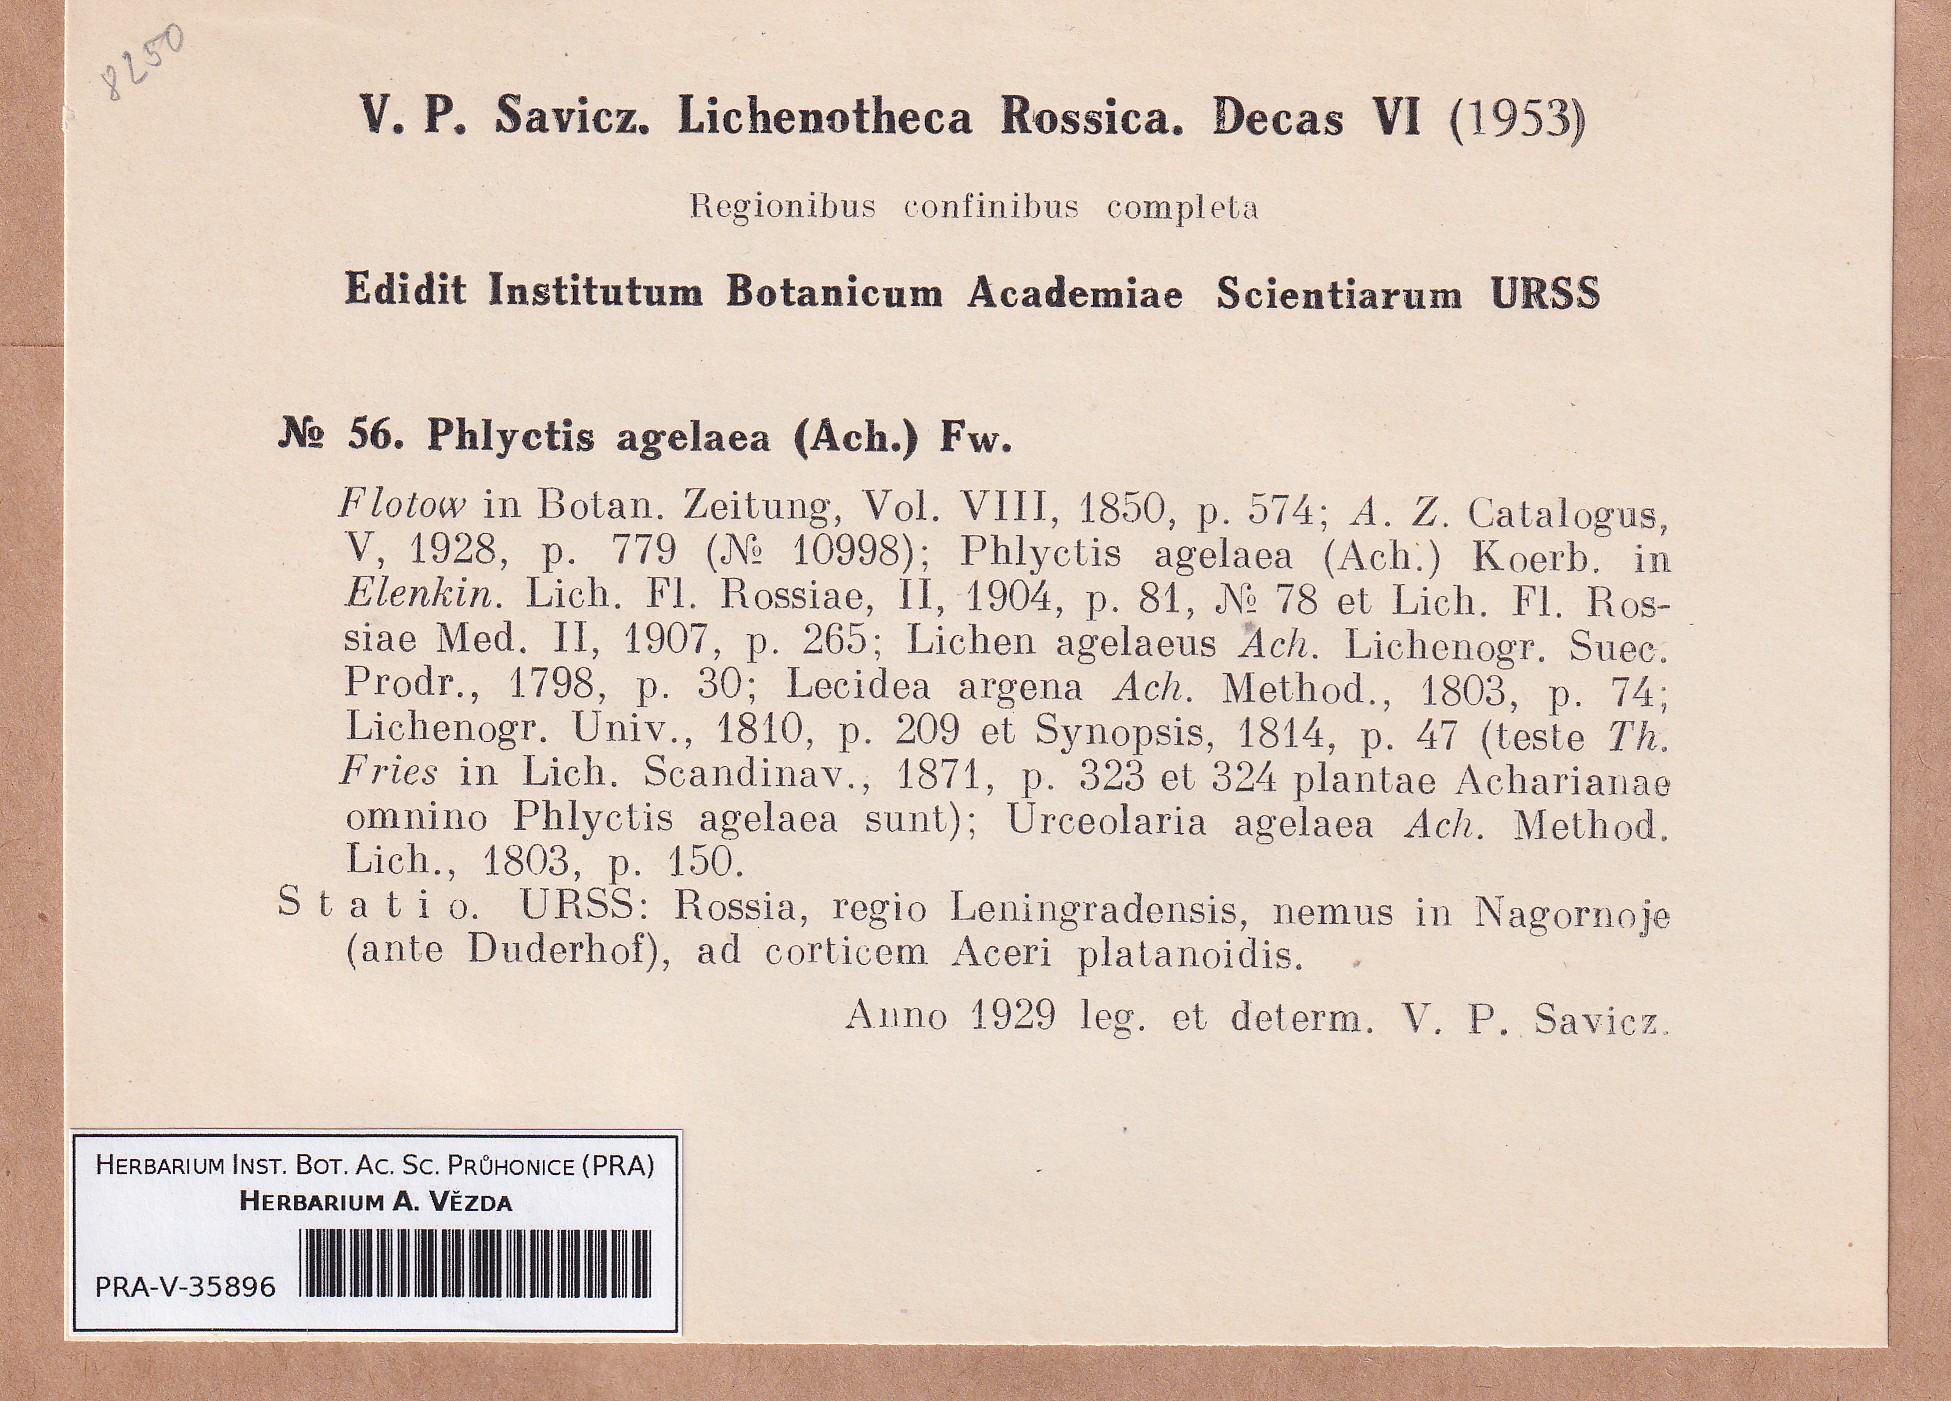 8250
V. P. Savicz. Lichenotheca Rossica. Decas VI (1953)
Regionibus confinibus completa
Edidit Institutum Botanicum Academiae Scientiarum URSS
№ 56. Phlyctis agelaea (Ach.) Fw.
Flotow in Botan. Zeitung, Vol. VIII, 1850, p. 574; A. Z. Catalogus,
V, 1928, p. 779 (№ 10998); Phlyctis agelaea (Ach.) Koerb. in
Elenkin. Lich. Fl. Rossiae, II, 1904, p. 81, № 78 et Lich. Fl. Ros-
siae Med. II, 1907, p. 265; Lichen agelaeus Ach. Lichenogr. Suec.
Prodr., 1798, p. 30; Lecidea argena Ach. Method., 1803, p. 74;
Lichenogr. Univ., 1810, p. 209 et Synopsis, 1814, p. 47 (teste Th.
Fries in Lich. Scandinav., 1871, p. 323 et 324 plantae Acharianae
omnino Phlyctis agelaea sunt); Urceolaria agelaea Ach. Method.
Lich., 1803, p. 150.
Statio. URSS: Rossia, regio Leningradensis, nemus in Nagornoje
(ante Duderhof), ad corticem Aceri platanoidis.
Anno 1929 leg. et determ. V. P. Savicz.
Herbarium Inst. Bot. Ac. Sc. Průhonice (PRA)
Herbarium A. Vězda
PRA-V-35896